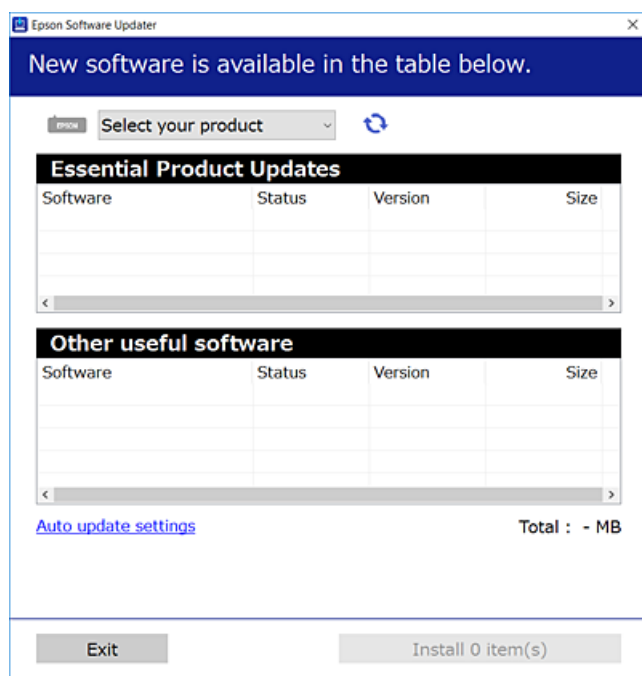 Epson Software Updater
New software is available in the table below.
EPSON
Select your product
Essential Product Updates
Software Status Version Size
Other useful software
Software Status Version Size
Auto update settings
Total : - MB
Exit
Install 0 item(s)